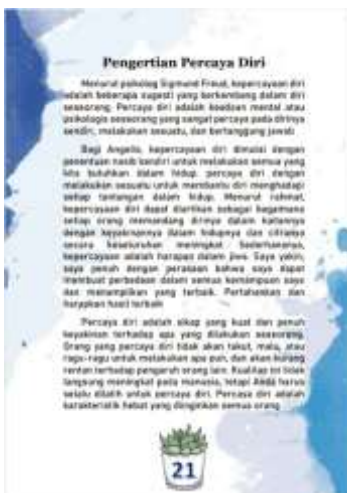 Pengertian Percaya Diri
Menurut psikolog Sigmund Freud, kepercayaan diri
adalah beberapa sugesti yang berkembang dalam diri
seseorang. Percaya diri adalah keadaan mental atau
psikologis seseorang yang sangat percaya pada dirinya
sendiri, melakukan sesuatu, dan bertanggung jawab.
Bagi Angelis, kepercayaan diri dimulai dengan
penentuan nasib sendiri untuk melakukan semua yang
kita butuhkan dalam hidup. percaya diri dengan
melakukan sesuatu untuk membantu diri menghadapi
setiap tantangan dalam hidup. Menurut rahmat,
kepercayaan diri dapat diartikan sebagai bagaimana
setiap orang memandang dirinya dalam kaitannya
dengan keyakinannya dalam hidupnya dan citranya
secara keseluruhan meningkat. Sederhananya,
kepercayaan adalah harapan dalam jiwa. Saya yakin,
saya penuh dengan perasaan bahwa saya dapat
membuat perbedaan dalam semua kemampuan saya
dan menampilkan yang terbaik. Pertahankan dan
harapkan hasil terbaik.
Percaya diri adalah sikap yang kuat dan penuh
keyakinan terhadap apa yang dilakukan seseorang.
Orang yang percaya diri tidak akan takut, malu, atau
ragu-ragu untuk melakukan apa pun, dan akan kurang
rentan terhadap pengaruh orang lain. Kualitas ini tidak
langsung meningkat pada manusia, tetapi Anda harus
selalu dilatih untuk percaya diri. Percaya diri adalah
karakteristik hebat yang diinginkan semua orang.
21